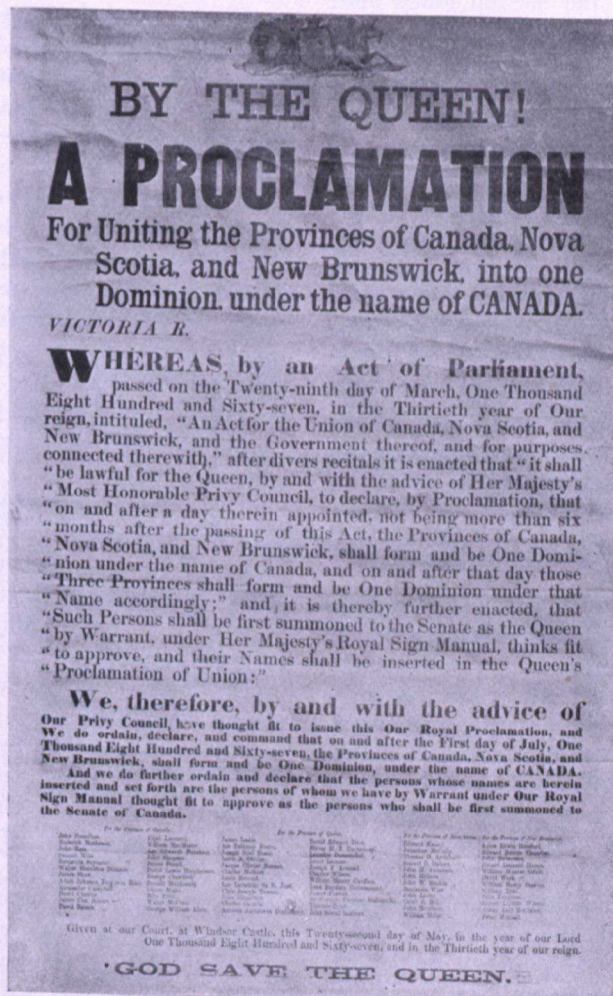 BY THE QUEEN!
A PROCLAMATION
For Uniting the Provinces of Canada, Nova
Scotia, and New Brunswick, into one
Dominion, under the name of CANADA.
VICTORIA R.
WHEREAS, by an Act of Parliament,
passed on the Twenty-ninth day of March, One Thousand
Eight Hundred and Sixty-seven, in the Thirtieth year of Our
reign, intituled, "An Act for the Union of Canada, Nova Scotia, and
New Brunswick, and the Government thereof, and for purposes
connected therewith," after divers recitals it is enacted that "it shall
"be lawful for the Queen, by and with the advice of Her Majesty's
"Most Honorable Privy Council, to declare, by Proclamation, that
"on and after a day therein appointed, not being more than six
"months after the passing of this Act, the Provinces of Canada,
"Nova Scotia, and New Brunswick, shall form and be One Domi-
"nion under the name of Canada, and on and after that day those
"Three Provinces shall form and be One Dominion under that
"Name accordingly;" and it is thereby further enacted, that
"Such Persons shall be first summoned to the Senate as the Queen
"by Warrant, under Her Majesty's Royal Sign Manual, thinks fit
"to approve, and their Names shall be inserted in the Queen's
"Proclamation of Union:"
We, therefore, by and with the advice of
Our Privy Council, have thought fit to issue this Our Royal Proclamation, and
We do ordain, declare, and command that on and after the First day of July, One
Thousand Eight Hundred and Sixty-seven, the Provinces of Canada, Nova Scotia, and
New Brunswick, shall form and be One Dominion, under the name of CANADA.
And we do further ordain and declare that the persons whose names are herein
inserted and set forth are the persons of whom we have by Warrant under Our Royal
Sign Manual thought fit to approve as the persons who shall be first summoned to
the Senate of Canada.
Given at our Court, at Windsor Castle, this Twenty-second day of May, in the year of our Lord
One Thousand Eight Hundred and Sixty-seven, and in the Thirtieth year of our reign.
GOD SAVE THE QUEEN.